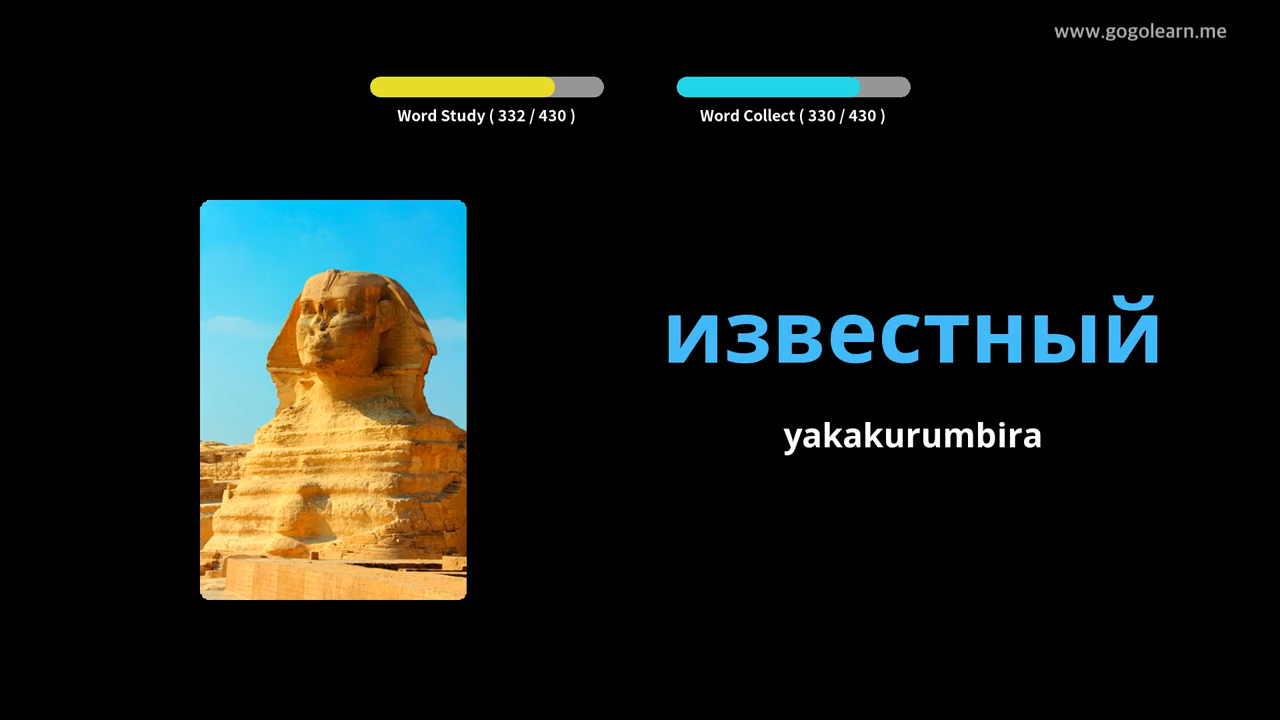 www.gogolearn.me
Word Study ( 332 / 430 )
Word Collect ( 330 / 430 )
известный
yakakurumbira